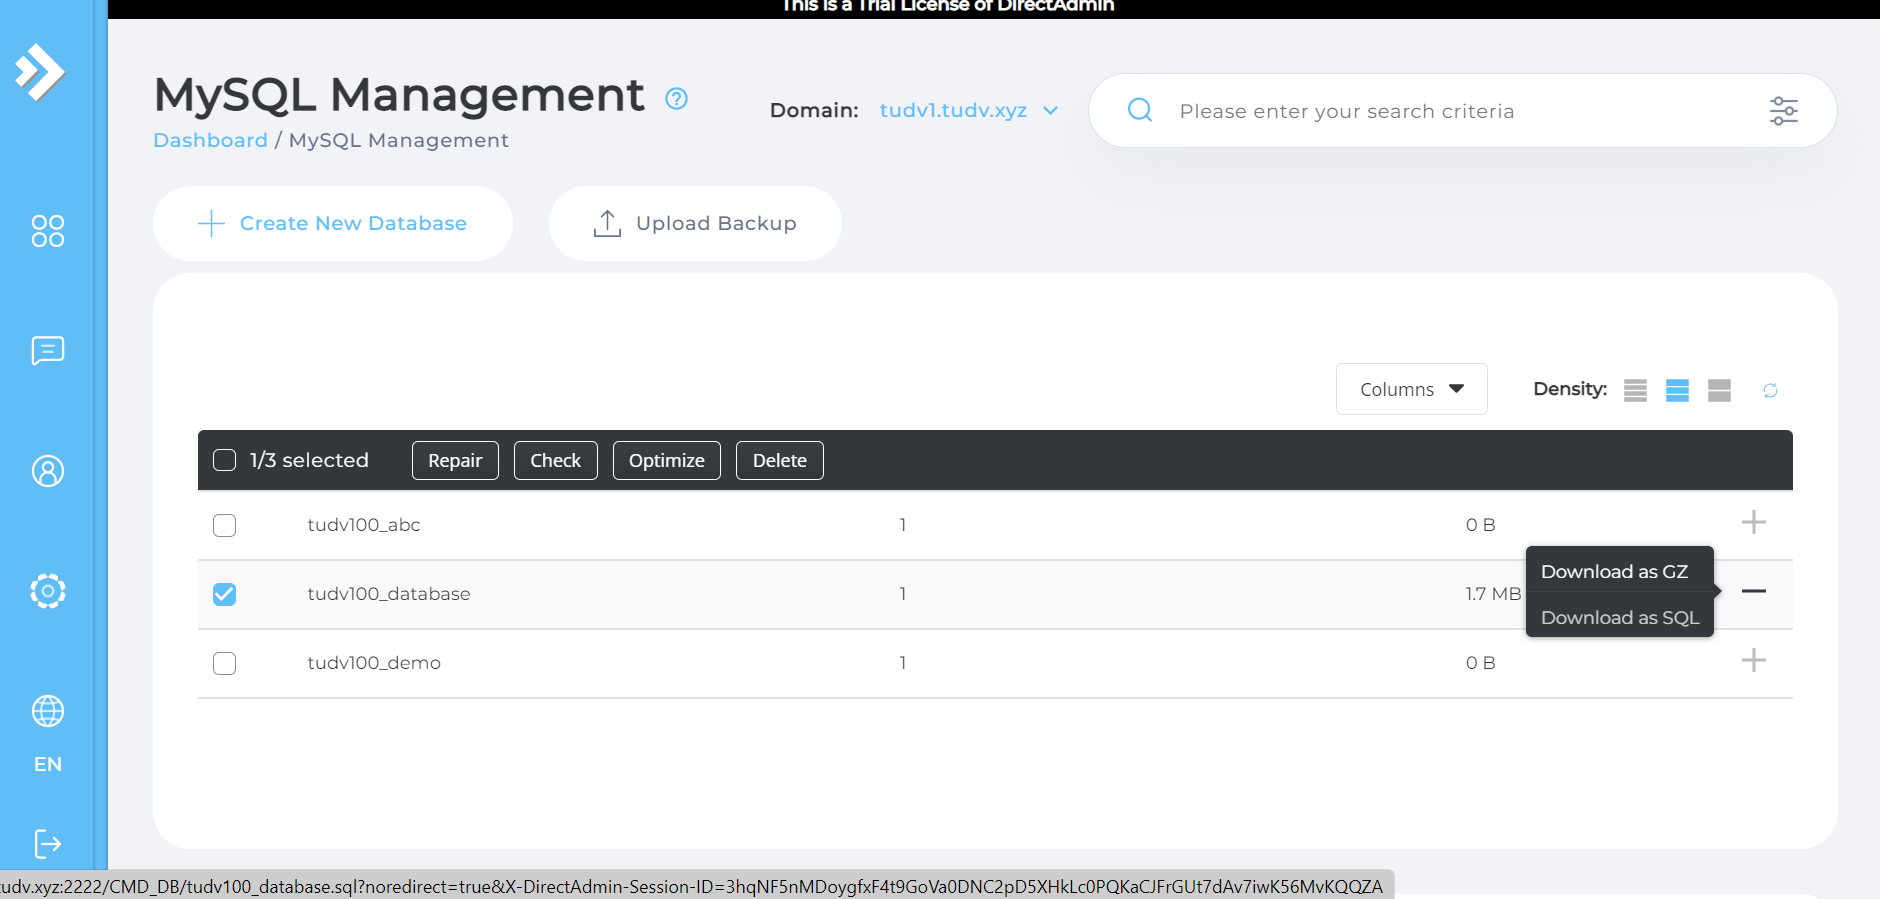 This is a Trial License of DirectAdmin
MySQL Management
Dashboard / MySQL Management
Domain: tudv1.tudv.xyz
Please enter your search criteria
Create New Database
Upload Backup
Columns
Density:
1/3 selected Repair Check Optimize Delete
tudv100_abc 1 0 B
tudv100_database 1 1.7 MB
Download as GZ
Download as SQL
tudv100_demo 1 0 B
EN
tudv.xyz:2222/CMD_DB/tudv100_database.sql?noredirect=true&X-DirectAdmin-Session-ID=3hqNF5nMDoygfxF4t9GoVa0DNC2pD5XHkLc0PQKaCJFrGUt7dAv7iwK56MvKQQZA